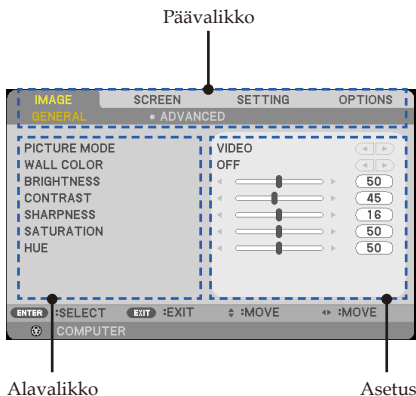 Päävalikko
IMAGE SCREEN SETTING OPTIONS
GENERAL • ADVANCED
PICTURE MODE VIDEO
WALL COLOR OFF
BRIGHTNESS 50
CONTRAST 45
SHARPNESS 16
SATURATION 50
HUE 50
ENTER :SELECT EXIT :EXIT :MOVE :MOVE
COMPUTER
Alavalikko Asetus